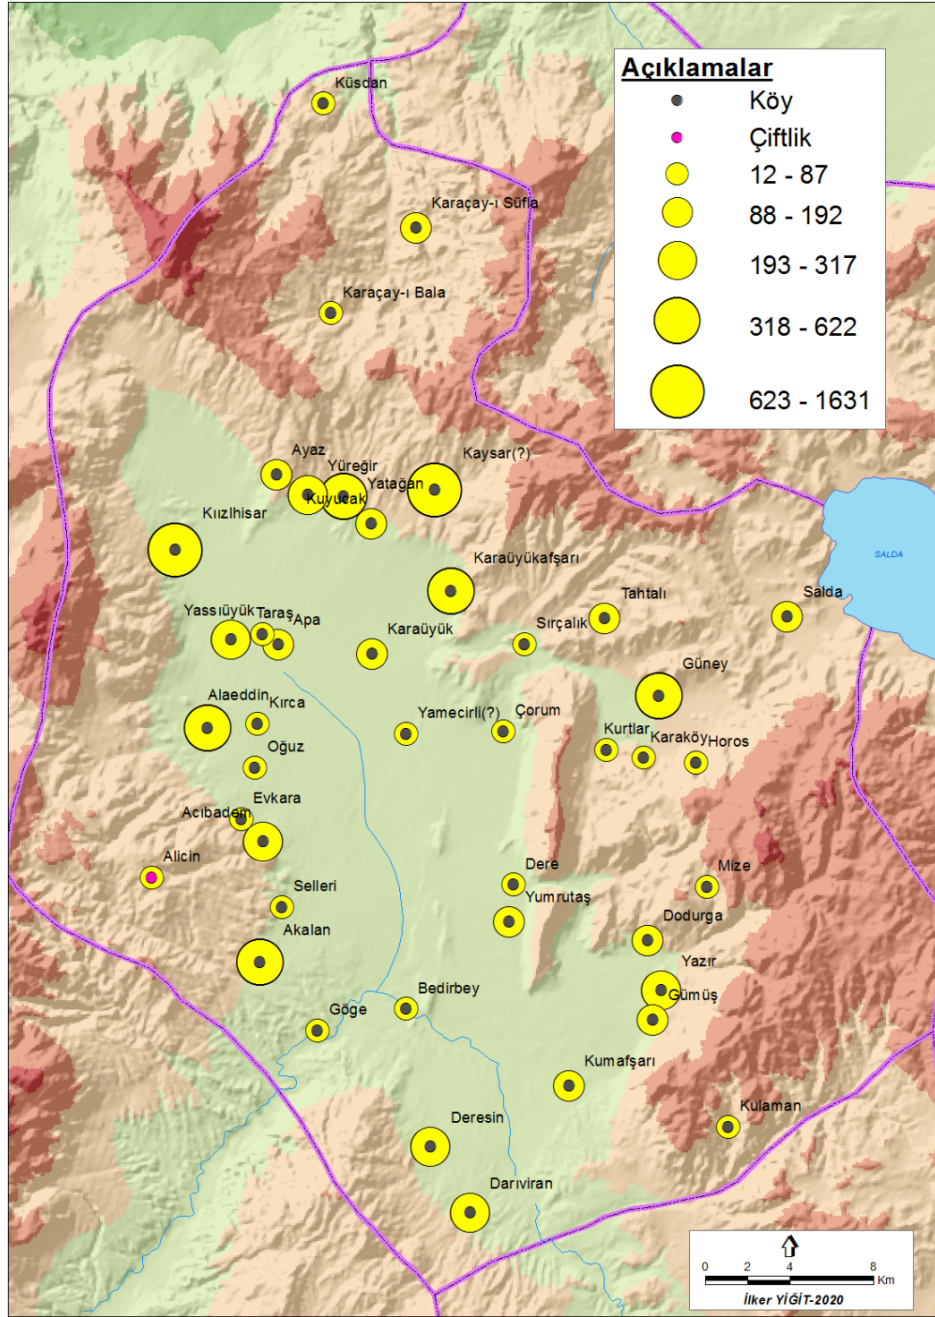 Açıklamalar
Köy
Çiftlik
12 - 87
88 - 192
193 - 317
318 - 622
623 - 1631
Küsdan
Karaçay-ı Süfla
Karaçay-ı Bala
Ayaz
Yüreğir
Kaysar(?)
Yatağan
Kuyucak
Kıızlhisar
Karaüyükafşarı
SALDA
Tahtalı
Salda
Yassıüyük
Taraş
Apa
Karaüyük
Sırçalık
Güney
Alaeddin
Kırca
Yamecirli(?)
Çorum
Kurtlar
Karaköy
Horos
Oğuz
Evkara
Acıbadem
Alicin
Dere
Mize
Selleri
Yumrutaş
Akalan
Dodurga
Yazır
Gümüş
Bedirbey
Göge
Kumafşarı
Kulaman
Deresin
Darıviran
0 2 4 8
Km
İlker YİĞİT-2020